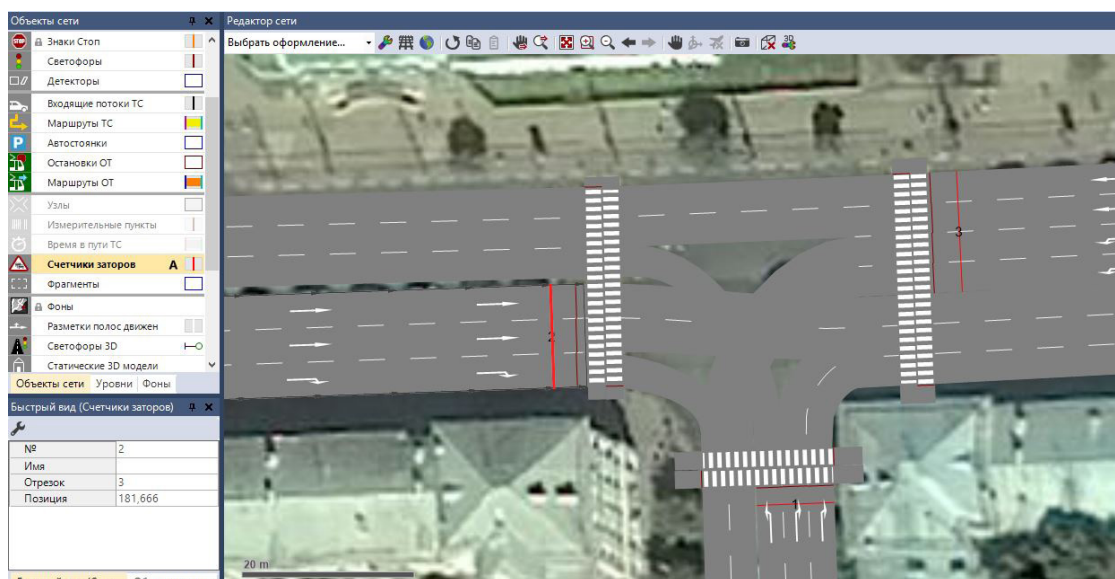 Объекты сети
Редактор сети
Знаки Стоп
Выбрать оформление...
Светофоры
Детекторы
Входящие потоки ТС
Маршруты ТС
P Автостоянки
Остановки ОТ
Маршруты ОТ
Узлы
Измерительные пункты
Время в пути ТС
Счетчики заторов A
Фрагменты
Фоны
Разметки полос движен
Светофоры 3D
Статические 3D модели
Объекты сети Уровни Фоны
Быстрый вид (Счетчики заторов)
№ 2
Имя
Отрезок 3
Позиция 181,666
3
2
1
20 m